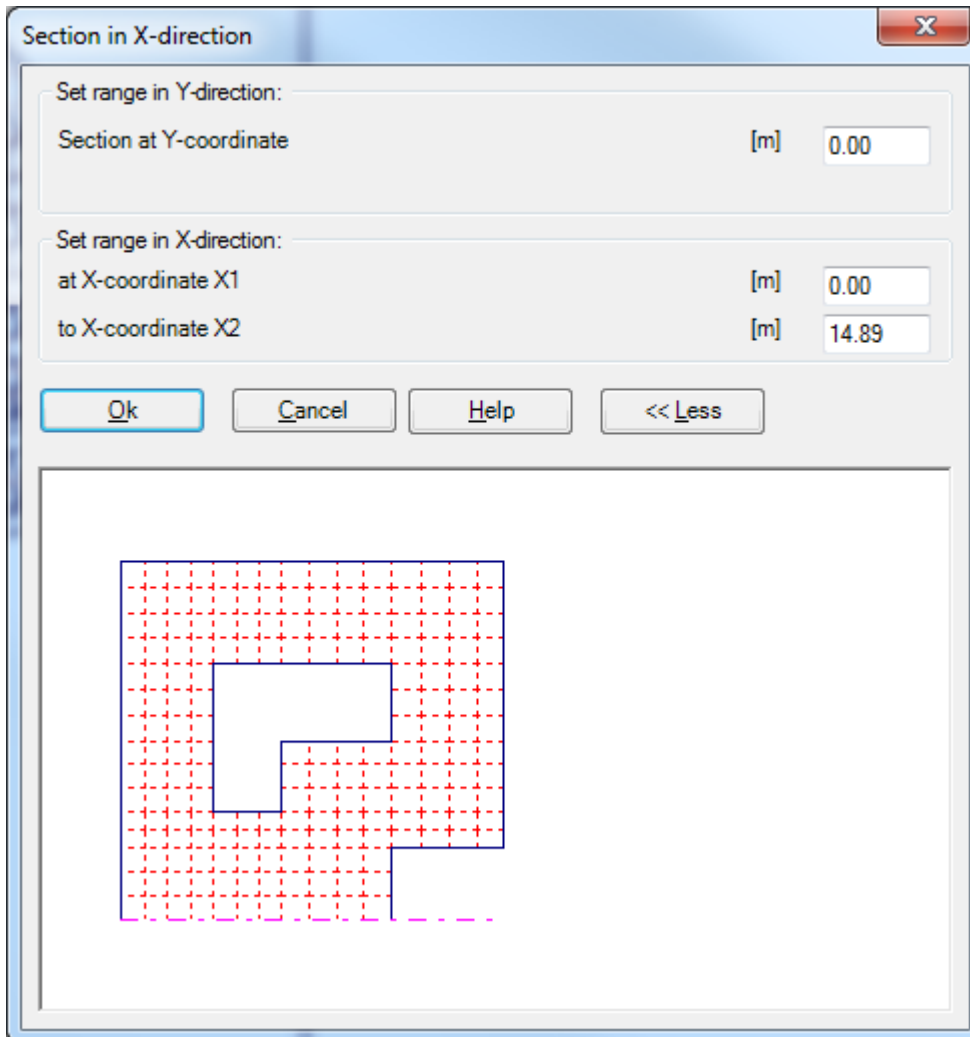 Section in X-direction
Set range in Y-direction:
Section at Y-coordinate [m] 0.00
Set range in X-direction:
at X-coordinate X1 [m] 0.00
to X-coordinate X2 [m] 14.89
Ok Cancel Help << Less